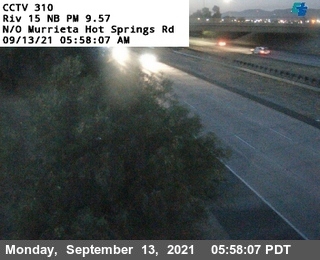 CCTV 310
Riv 15 NB PM 9.57
N/O Murrieta Hot Springs Rd
09/13/21 05:58:07 AM
Monday, September 13, 2021 05:58:07 PDT